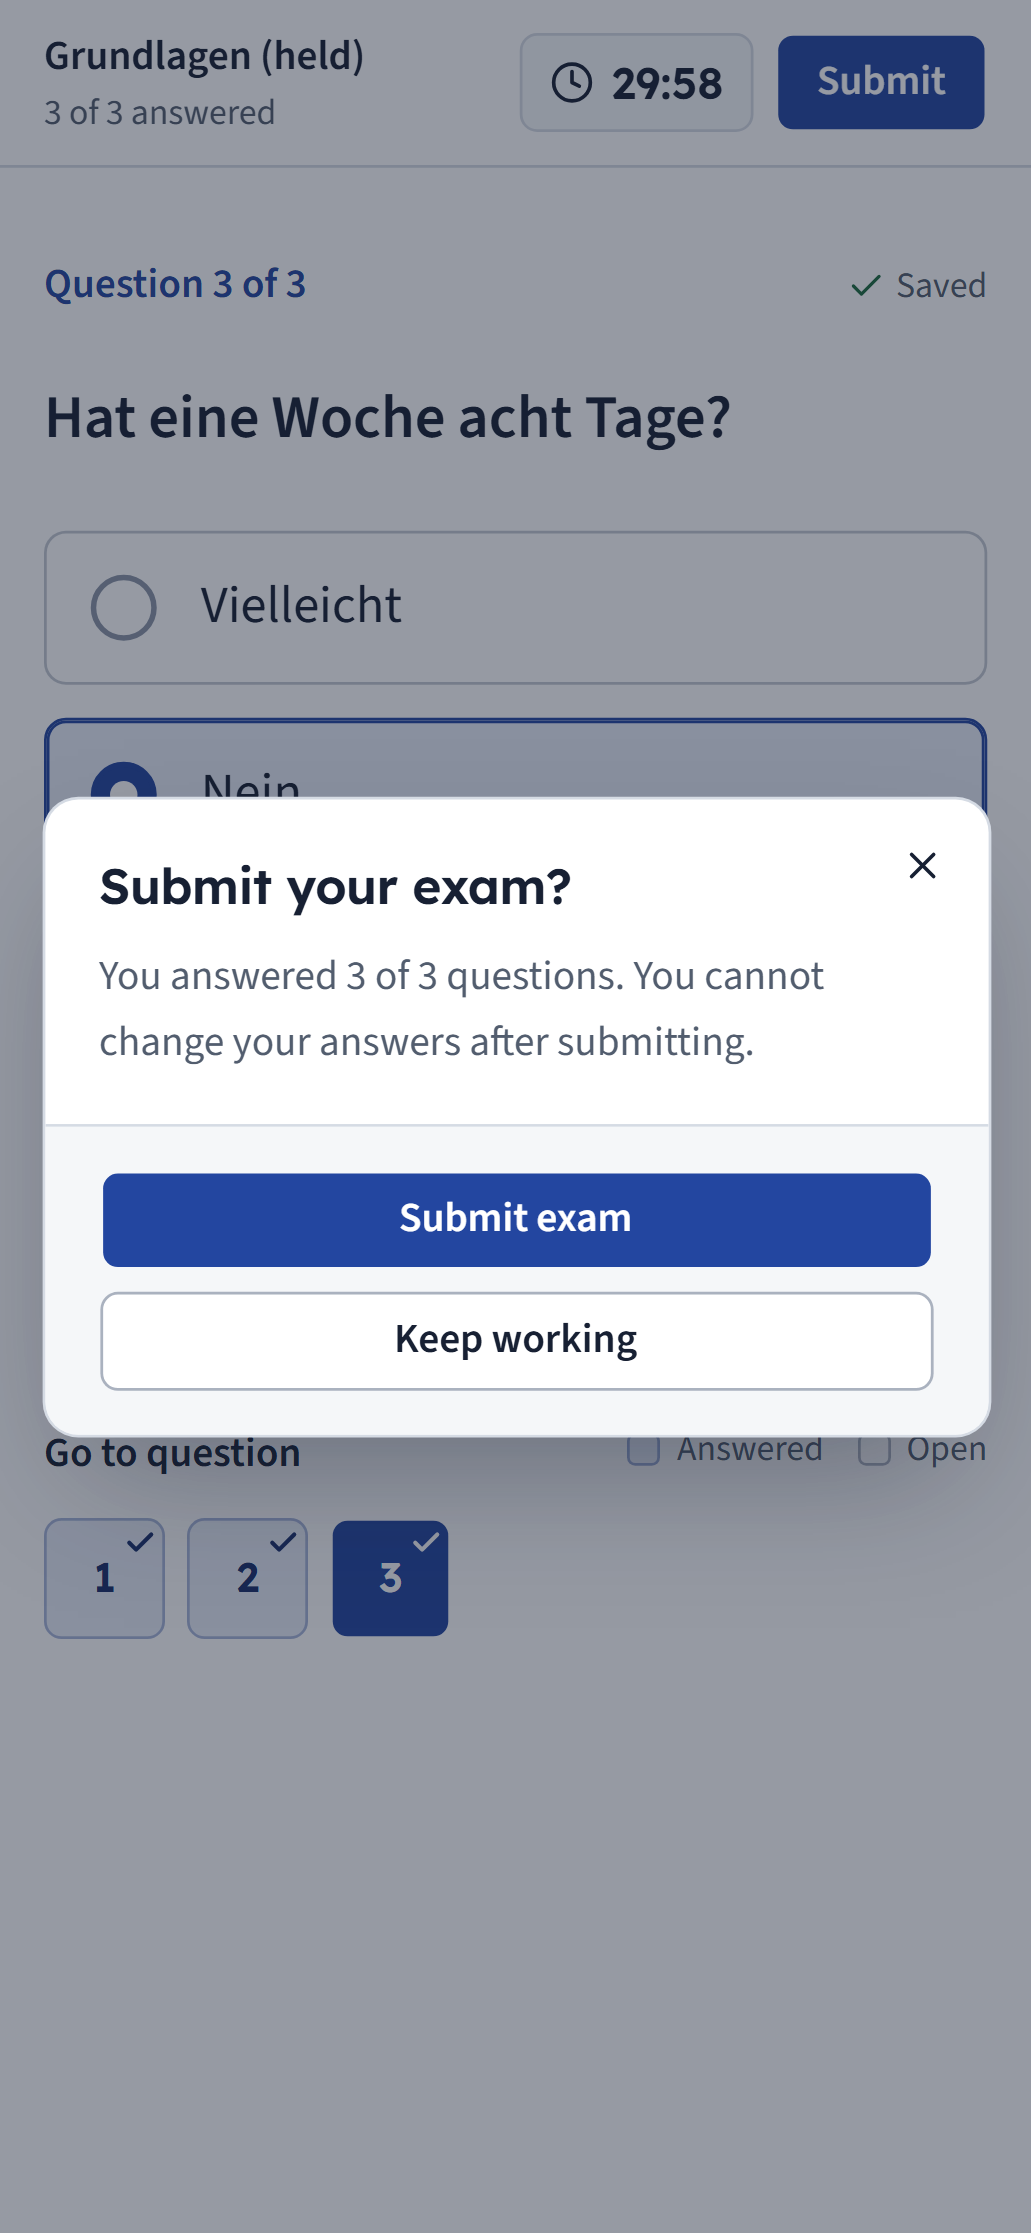 Grundlagen (held)
3 of 3 answered
29:58
Submit
Question 3 of 3
Saved
Hat eine Woche acht Tage?
Vielleicht
Nein
Submit your exam?
You answered 3 of 3 questions. You cannot
change your answers after submitting.
Submit exam
Keep working
Go to question
Answered
Open
1
2
3